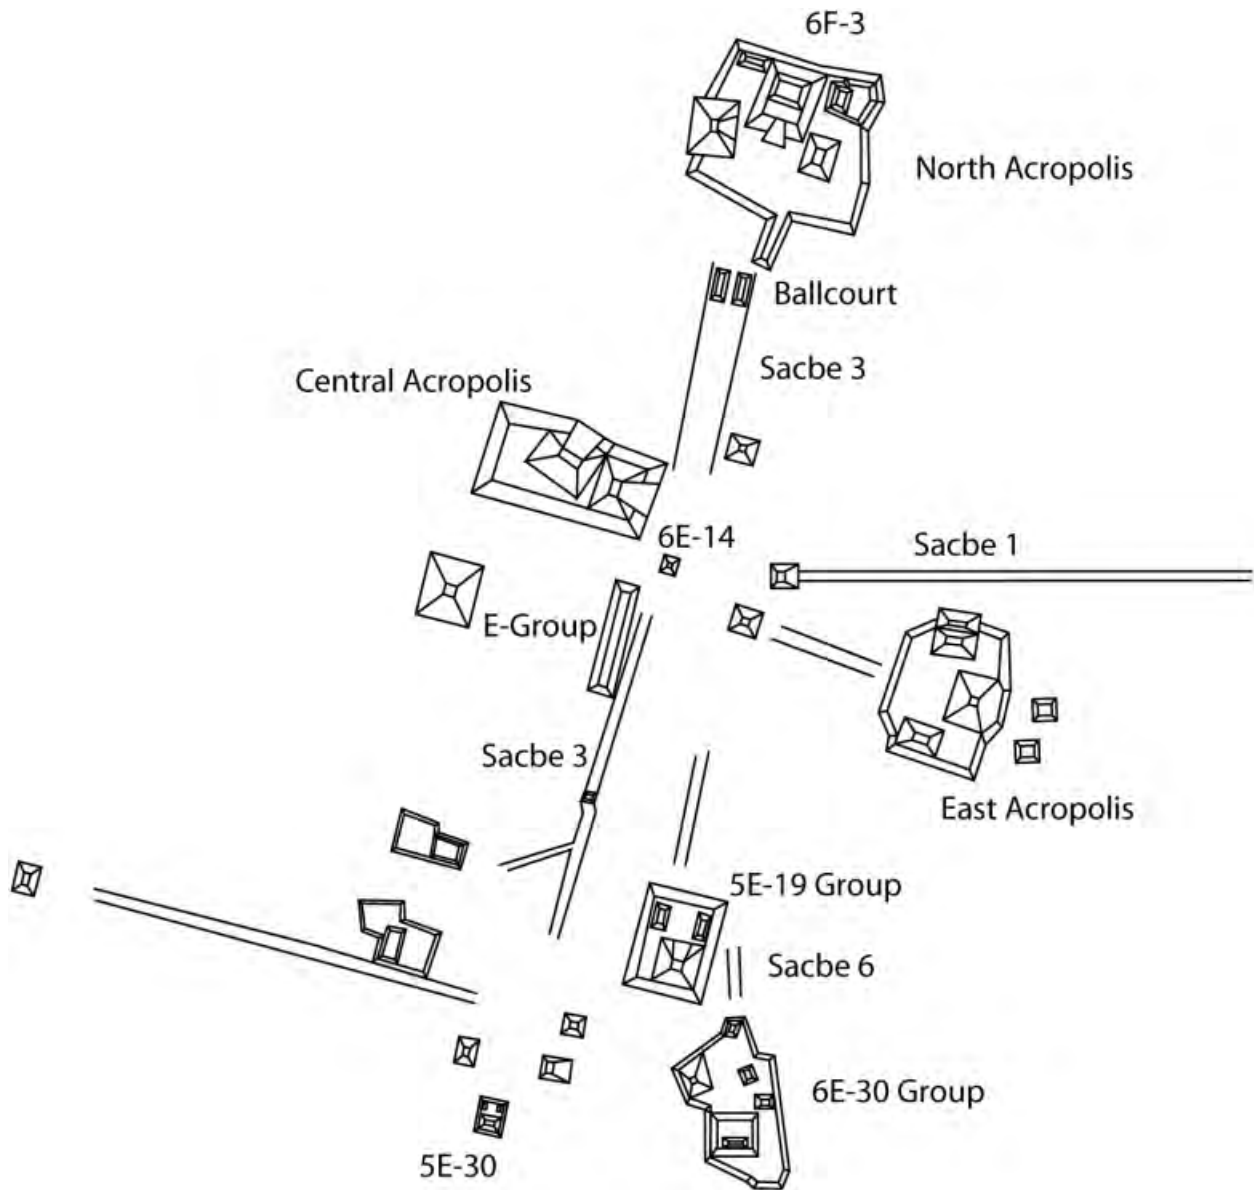 6F-3
North Acropolis
Ballcourt
Sacbe 3
Central Acropolis
6E-14
Sacbe 1
E-Group
Sacbe 3
East Acropolis
5E-19 Group
Sacbe 6
6E-30 Group
5E-30